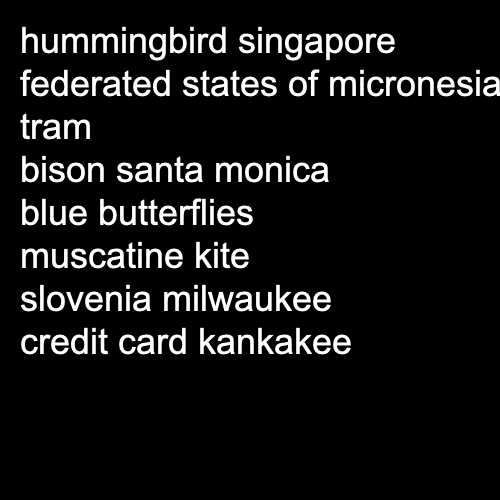 hummingbird singapore
federated states of micronesia
tram
bison santa monica
blue butterflies
muscatine kite
slovenia milwaukee
credit card kankakee